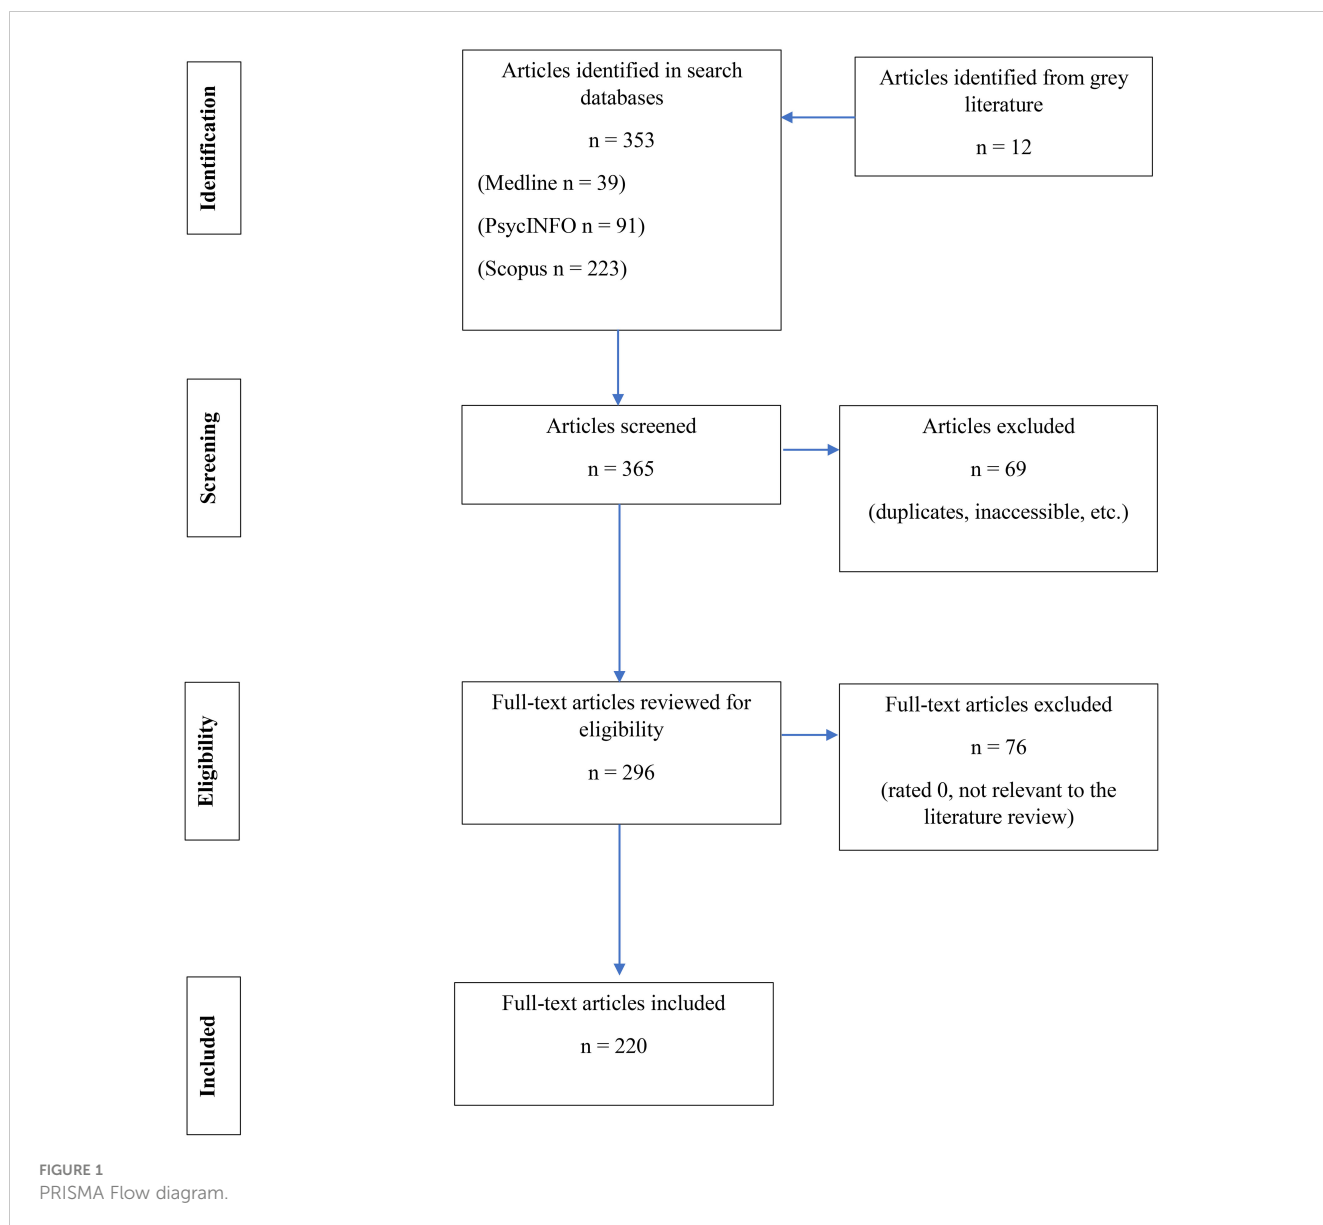 Identification
Articles identified in search
databases
n = 353
(Medline n = 39)
(PsycINFO n = 91)
(Scopus n = 223)
Articles identified from grey
literature
n = 12
Screening
Articles screened
n = 365
Articles excluded
n = 69
(duplicates, inaccessible, etc.)
Eligibility
Full-text articles reviewed for
eligibility
n = 296
Full-text articles excluded
n = 76
(rated 0, not relevant to the
literature review)
Included
Full-text articles included
n = 220
FIGURE 1
PRISMA Flow diagram.